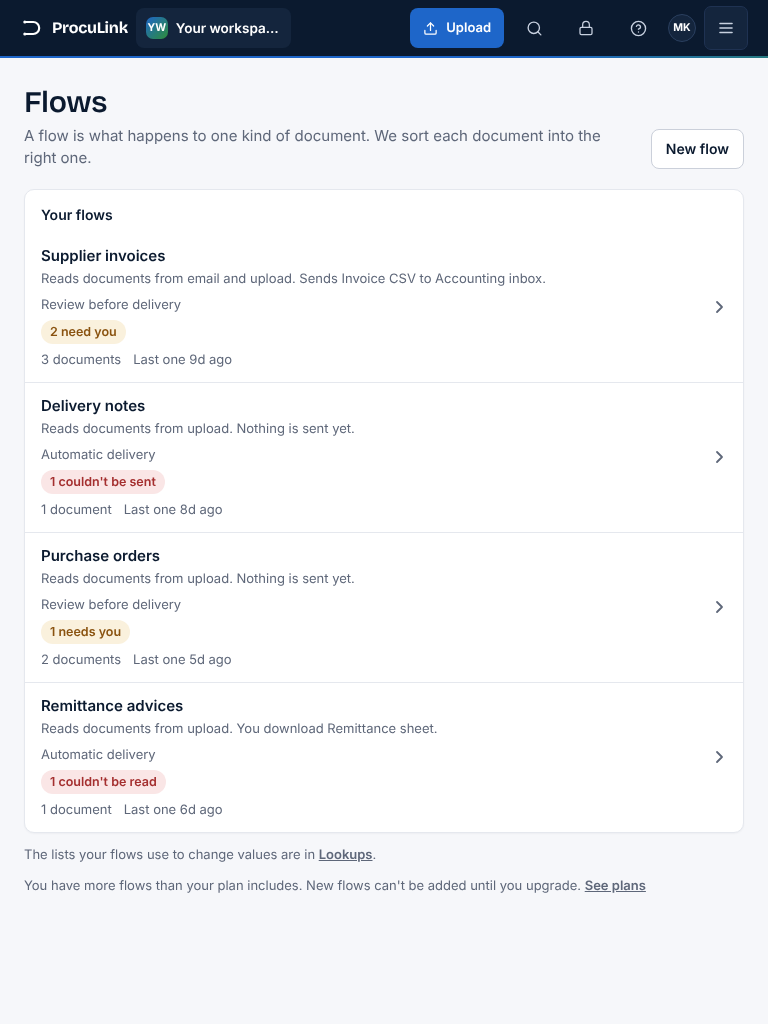 ProcuLink
YW
Your workspa...
Upload
MK
Flows
A flow is what happens to one kind of document. We sort each document into the
right one.
New flow
Your flows
Supplier invoices
Reads documents from email and upload. Sends Invoice CSV to Accounting inbox.
Review before delivery
2 need you
3 documents Last one 9d ago
Delivery notes
Reads documents from upload. Nothing is sent yet.
Automatic delivery
1 couldn't be sent
1 document Last one 8d ago
Purchase orders
Reads documents from upload. Nothing is sent yet.
Review before delivery
1 needs you
2 documents Last one 5d ago
Remittance advices
Reads documents from upload. You download Remittance sheet.
Automatic delivery
1 couldn't be read
1 document Last one 6d ago
The lists your flows use to change values are in Lookups.
You have more flows than your plan includes. New flows can't be added until you upgrade. See plans